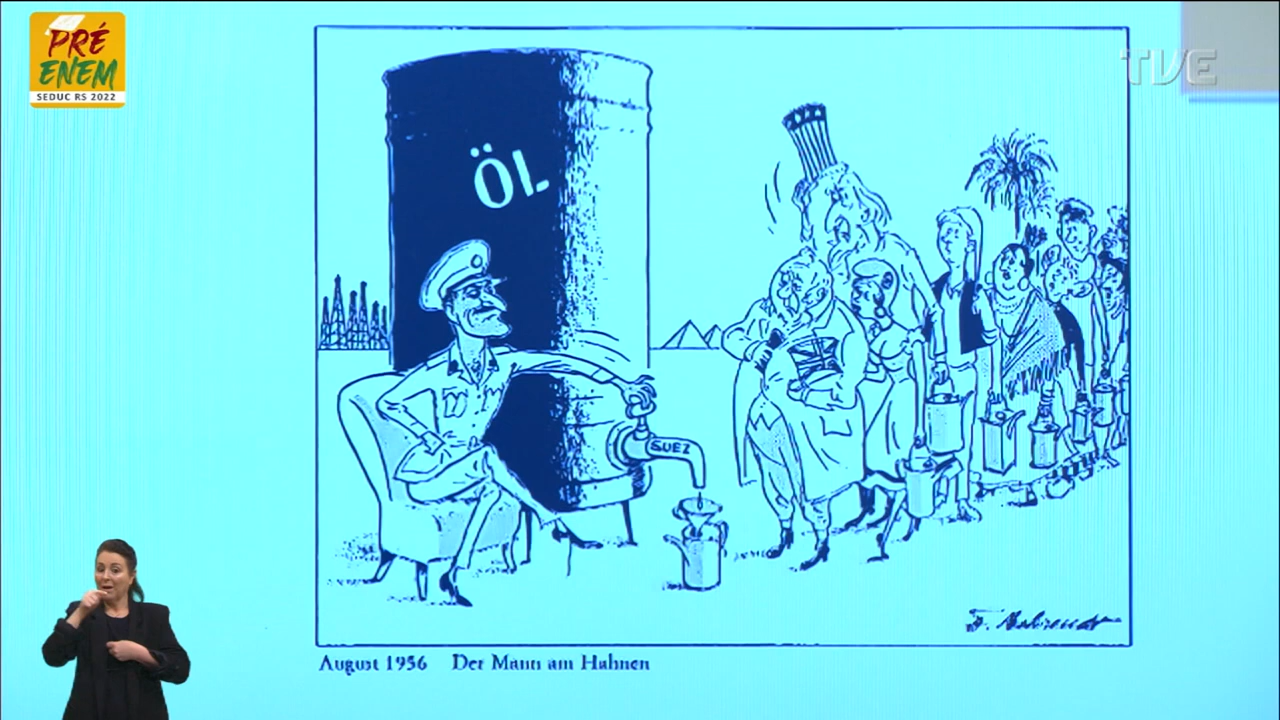 PRÉ
ENEM
SEDUC RS 2022
TVE
ÖL
SUEZ
August 1956 Der Mann am Hahnen